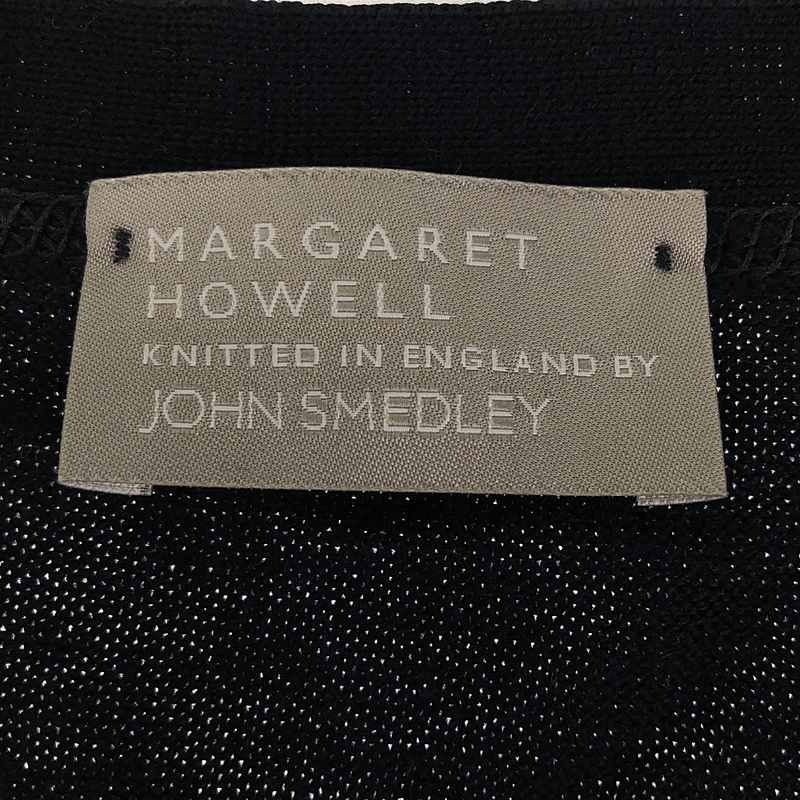 MARGARET
HOWELL
KNITTED IN ENGLAND BY
JOHN SMEDLEY